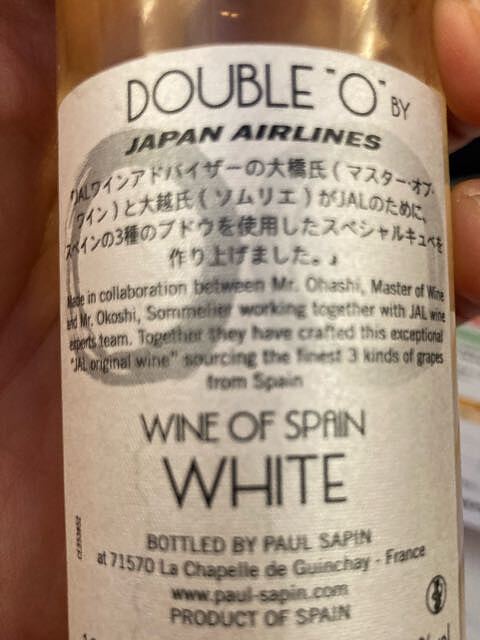 DOUBLE "O" BY
JAPAN AIRLINES
『JALワインアドバイザーの大橋氏(マスター・オブ・
ワイン)と大越氏(ソムリエ)がJALのために、
スペインの3種のブドウを使用したスペシャルキュベを
作り上げました。』
Made in collaboration between Mr. Ohashi, Master of Wine
and Mr. Okoshi, Sommelier working together with JAL wine
experts team. Together they have crafted this exceptional
"JAL original wine" sourcing the finest 3 kinds of grapes
from Spain
WINE OF SPAIN
WHITE
BOTTLED BY PAUL SAPIN
at 71570 La Chapelle de Guinchay - France
www.paul-sapin.com
PRODUCT OF SPAIN